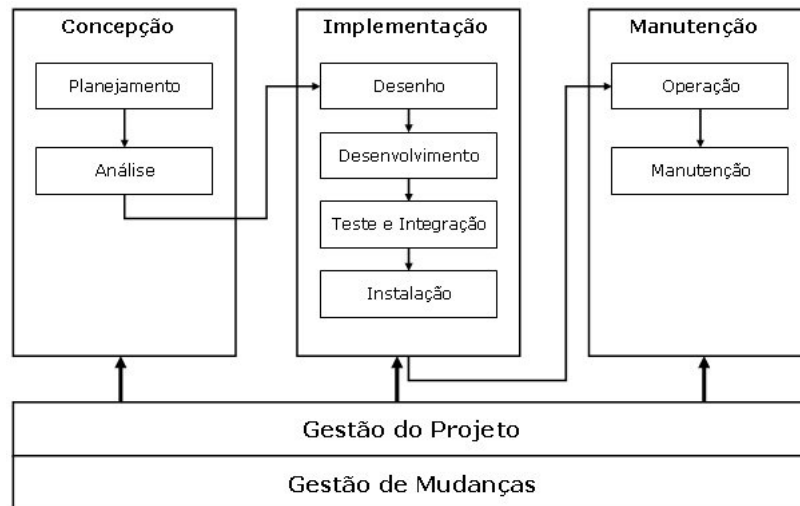 Concepção
Planejamento
Análise
Implementação
Desenho
Desenvolvimento
Teste e Integração
Instalação
Manutenção
Operação
Manutenção
Gestão do Projeto
Gestão de Mudanças